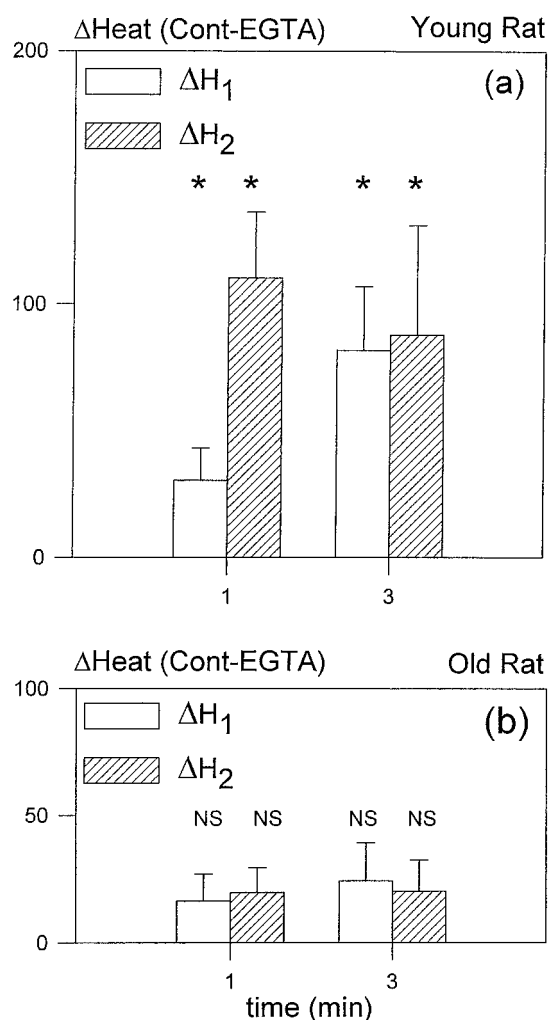 ΔHeat (Cont-EGTA) Young Rat
200
ΔH1 (a)
ΔH2
* * * *
100
0
1 3
ΔHeat (Cont-EGTA) Old Rat
100
ΔH1 (b)
ΔH2
50
NS NS NS NS
0
1 3
time (min)